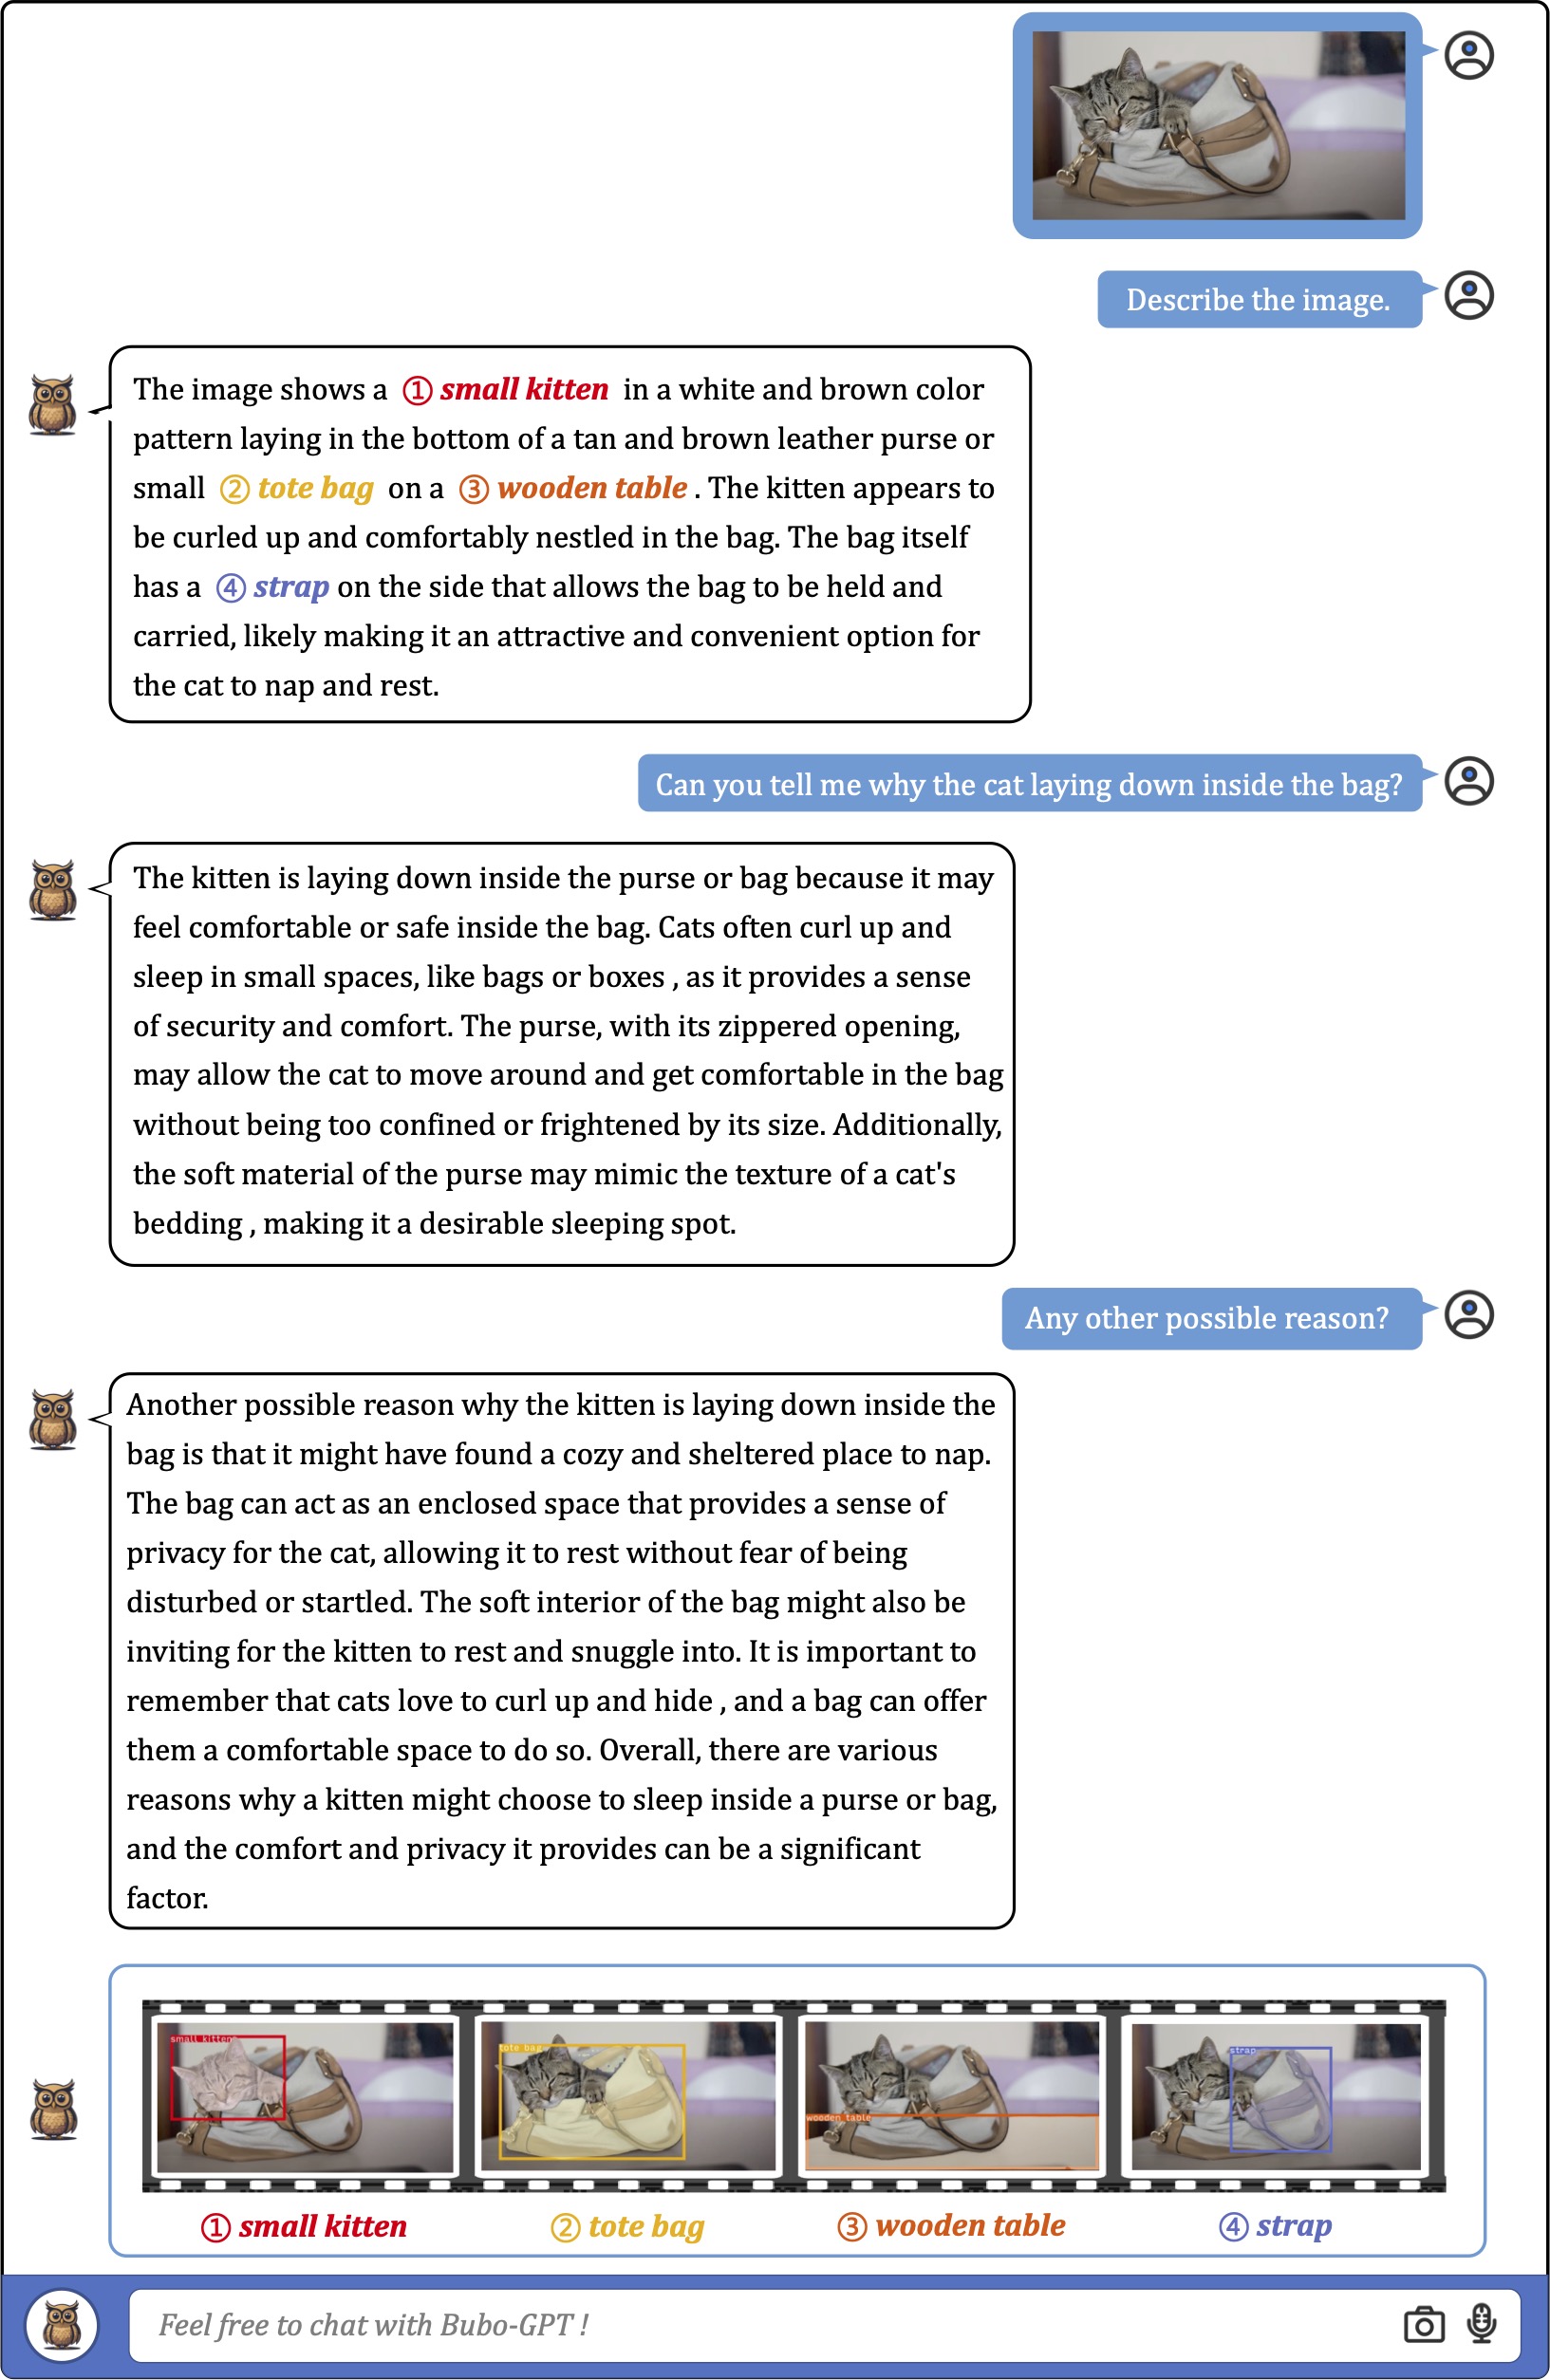 Describe the image.
The image shows a ① small kitten in a white and brown color
pattern laying in the bottom of a tan and brown leather purse or
small ② tote bag on a ③ wooden table . The kitten appears to
be curled up and comfortably nestled in the bag. The bag itself
has a ④ strap on the side that allows the bag to be held and
carried, likely making it an attractive and convenient option for
the cat to nap and rest.
Can you tell me why the cat laying down inside the bag?
The kitten is laying down inside the purse or bag because it may
feel comfortable or safe inside the bag. Cats often curl up and
sleep in small spaces, like bags or boxes , as it provides a sense
of security and comfort. The purse, with its zippered opening,
may allow the cat to move around and get comfortable in the bag
without being too confined or frightened by its size. Additionally,
the soft material of the purse may mimic the texture of a cat's
bedding , making it a desirable sleeping spot.
Any other possible reason?
Another possible reason why the kitten is laying down inside the
bag is that it might have found a cozy and sheltered place to nap.
The bag can act as an enclosed space that provides a sense of
privacy for the cat, allowing it to rest without fear of being
disturbed or startled. The soft interior of the bag might also be
inviting for the kitten to rest and snuggle into. It is important to
remember that cats love to curl up and hide , and a bag can offer
them a comfortable space to do so. Overall, there are various
reasons why a kitten might choose to sleep inside a purse or bag,
and the comfort and privacy it provides can be a significant
factor.
small kitten
tote bag
wooden table
strap
① small kitten
② tote bag
③ wooden table
④ strap
Feel free to chat with Bubo-GPT !